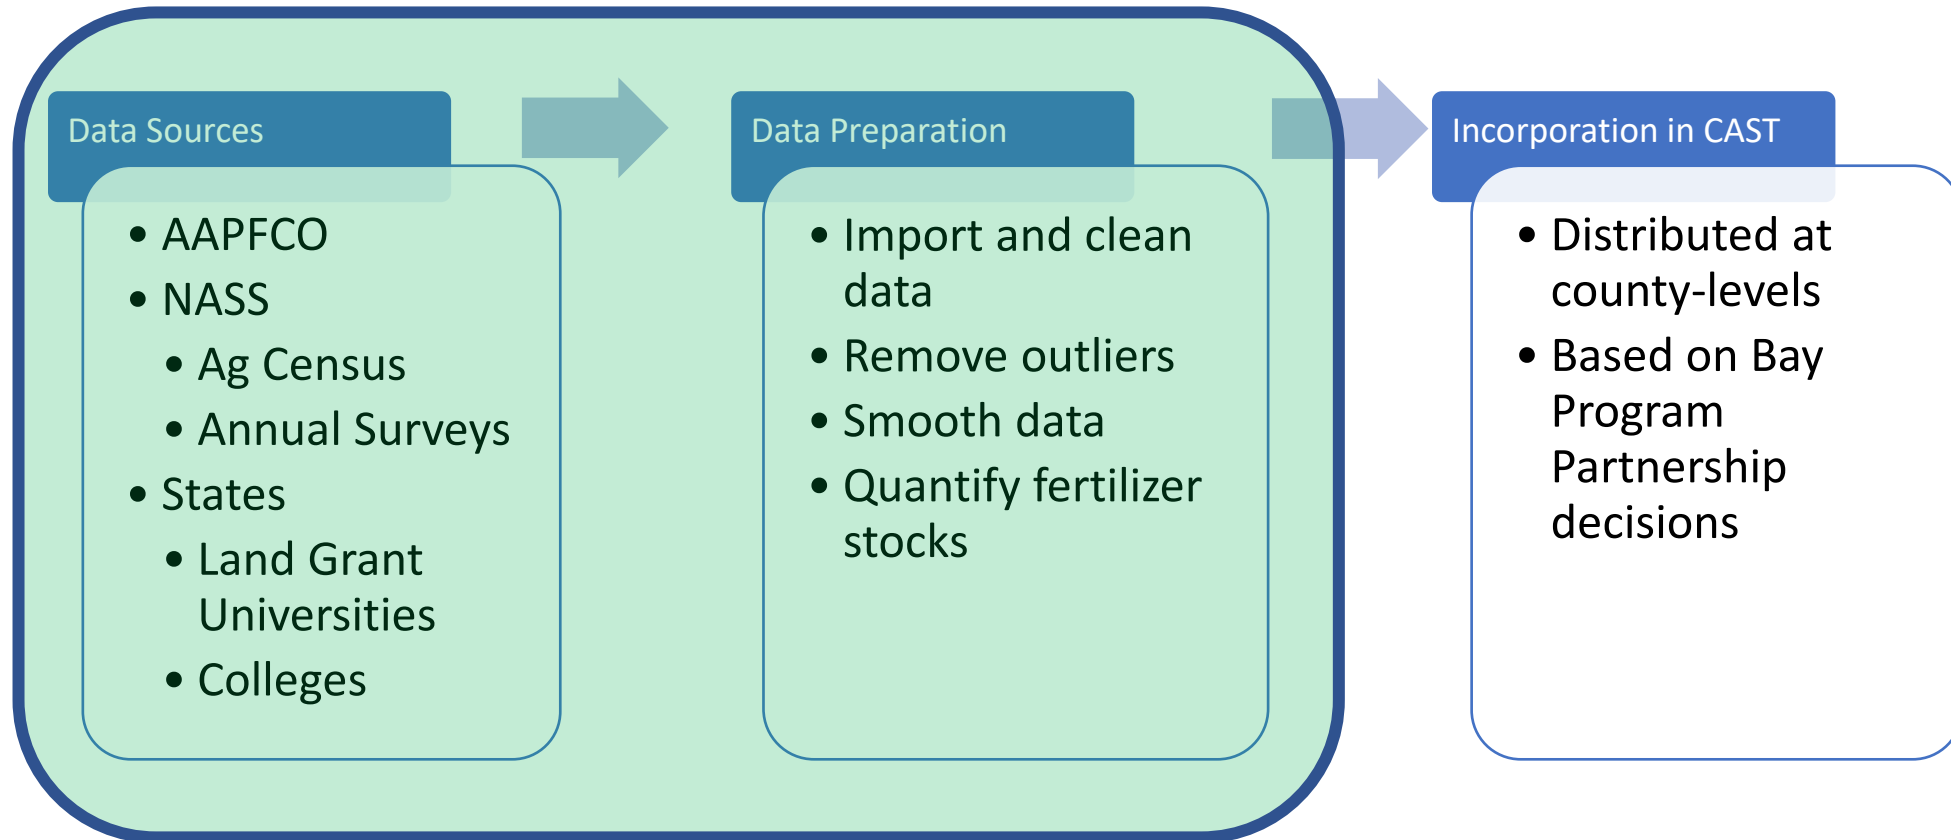 Data Sources
• AAPFCO
• NASS
• Ag Census
• Annual Surveys
• States
• Land Grant
Universities
• Colleges
Data Preparation
• Import and clean
data
• Remove outliers
• Smooth data
• Quantify fertilizer
stocks
Incorporation in CAST
• Distributed at
county-levels
• Based on Bay
Program
Partnership
decisions